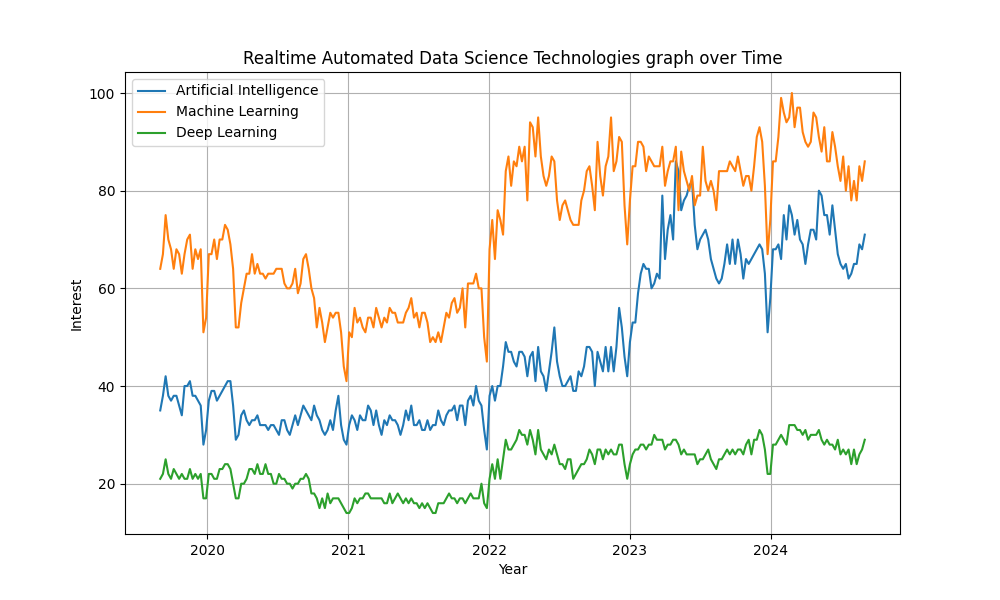 Realtime Automated Data Science Technologies graph over Time
Artificial Intelligence
Machine Learning
Deep Learning
100
80
60
40
20
Interest
2020 2021 2022 2023 2024
Year